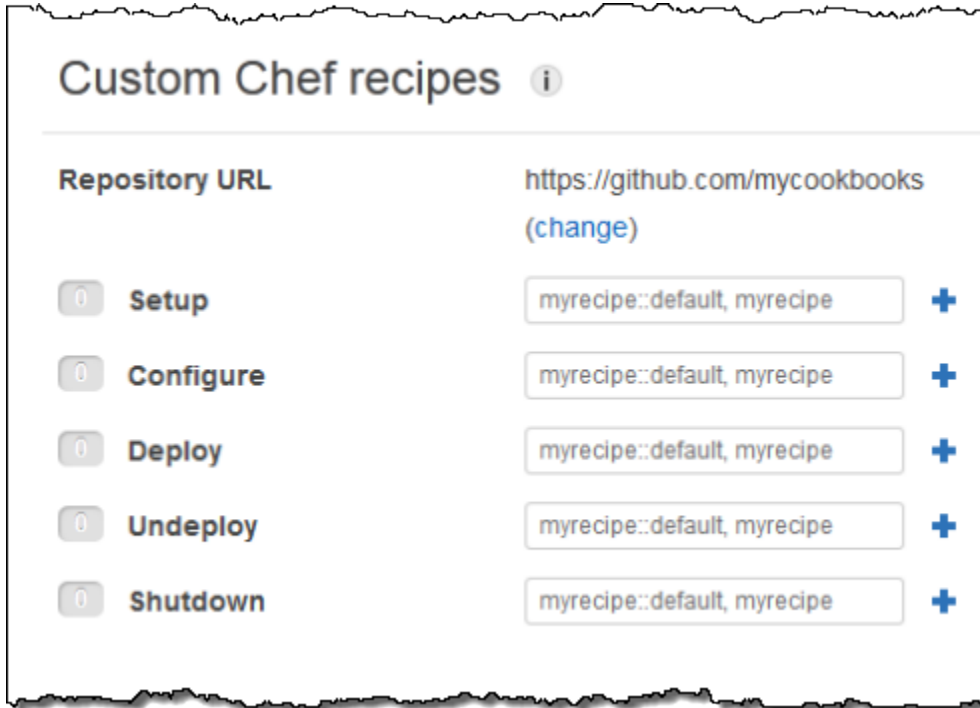 Custom Chef recipes i
Repository URL https://github.com/mycookbooks
(change)
0 Setup myrecipe::default, myrecipe
0 Configure myrecipe::default, myrecipe
0 Deploy myrecipe::default, myrecipe
0 Undeploy myrecipe::default, myrecipe
0 Shutdown myrecipe::default, myrecipe